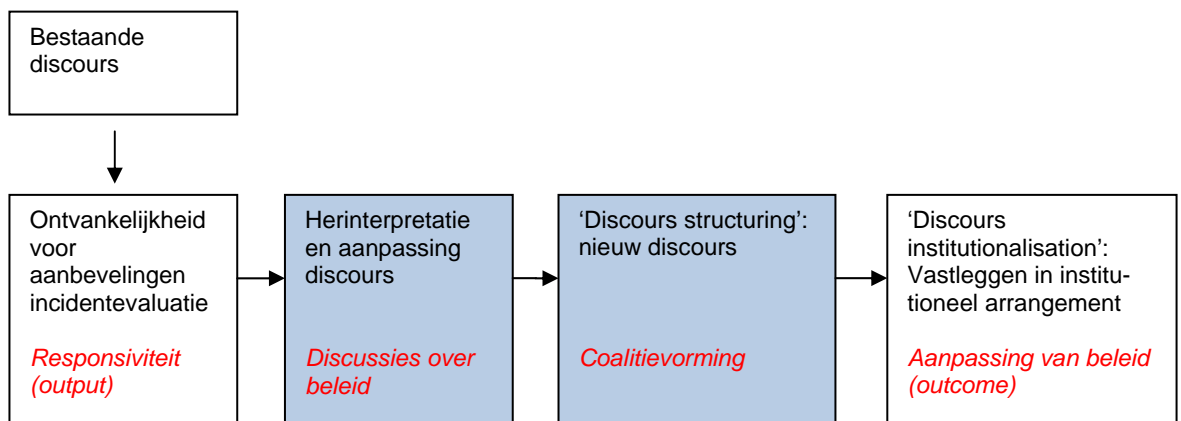 Bestaande
discours
Ontvankelijkheid
voor
aanbevelingen
incidentevaluatie
Responsiviteit
(output)
Herinterpretatie
en aanpassing
discours
Discussies over
beleid
‘Discours structuring’:
nieuw discours
Coalitievorming
‘Discours
institutionalisation’:
Vastleggen in institu-
tioneel arrangement
Aanpassing van beleid
(outcome)